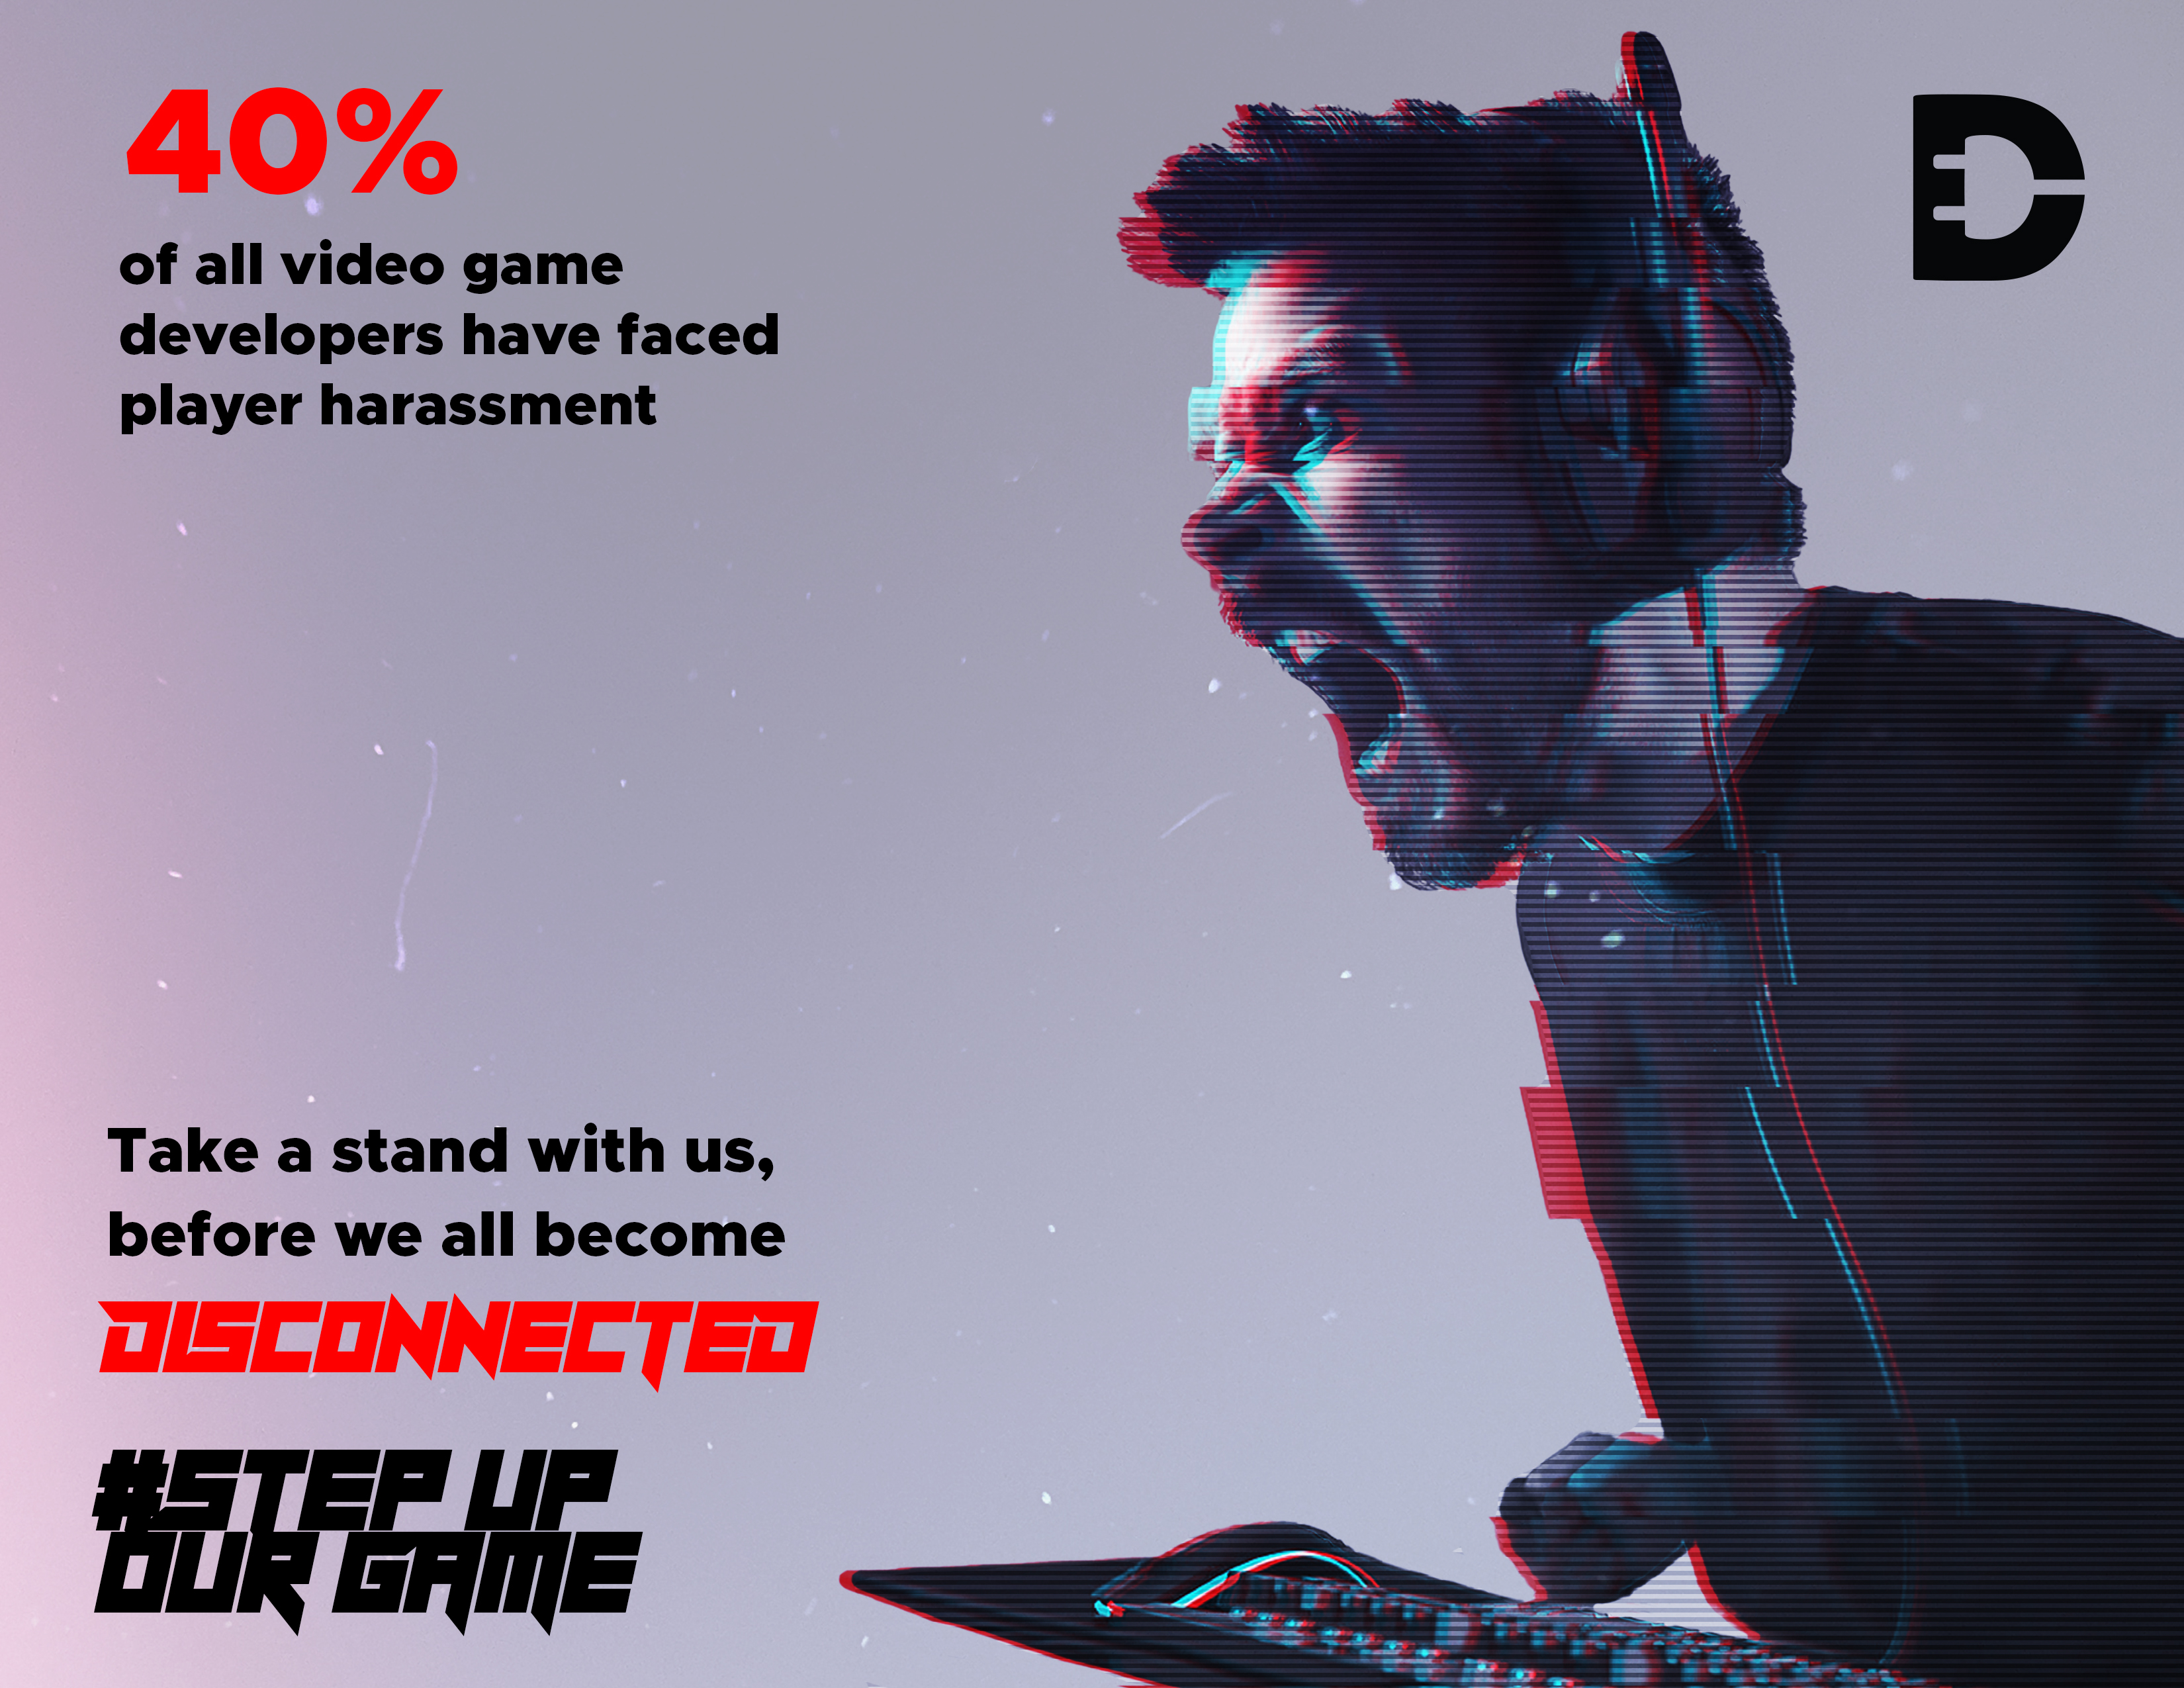 40%
of all video game
developers have faced
player harassment
Take a stand with us,
before we all become
DISCONNECTED
#STEP UP
OUR GAME